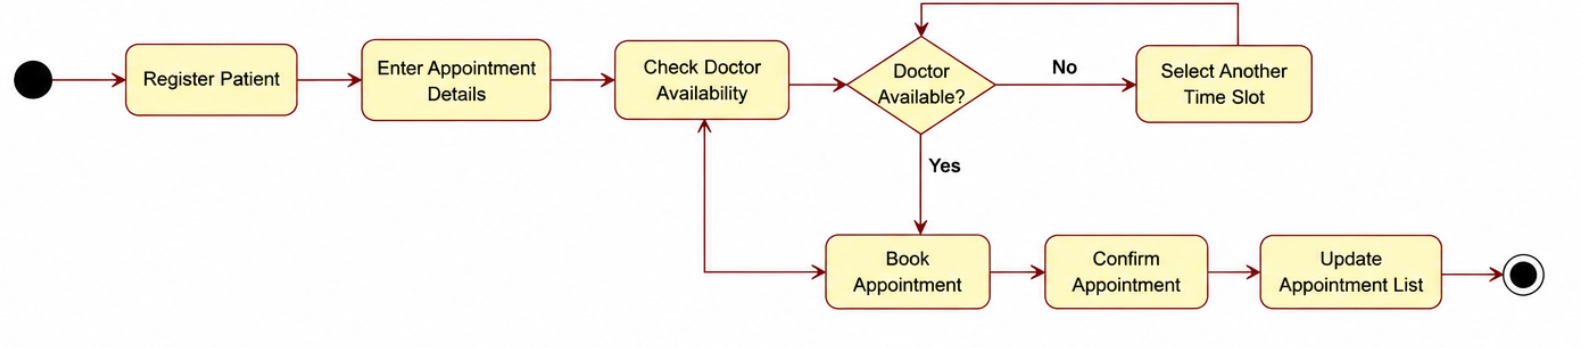 Register Patient
Enter Appointment
Details
Check Doctor
Availability
Doctor
Available?
No
Select Another
Time Slot
Yes
Book
Appointment
Confirm
Appointment
Update
Appointment List